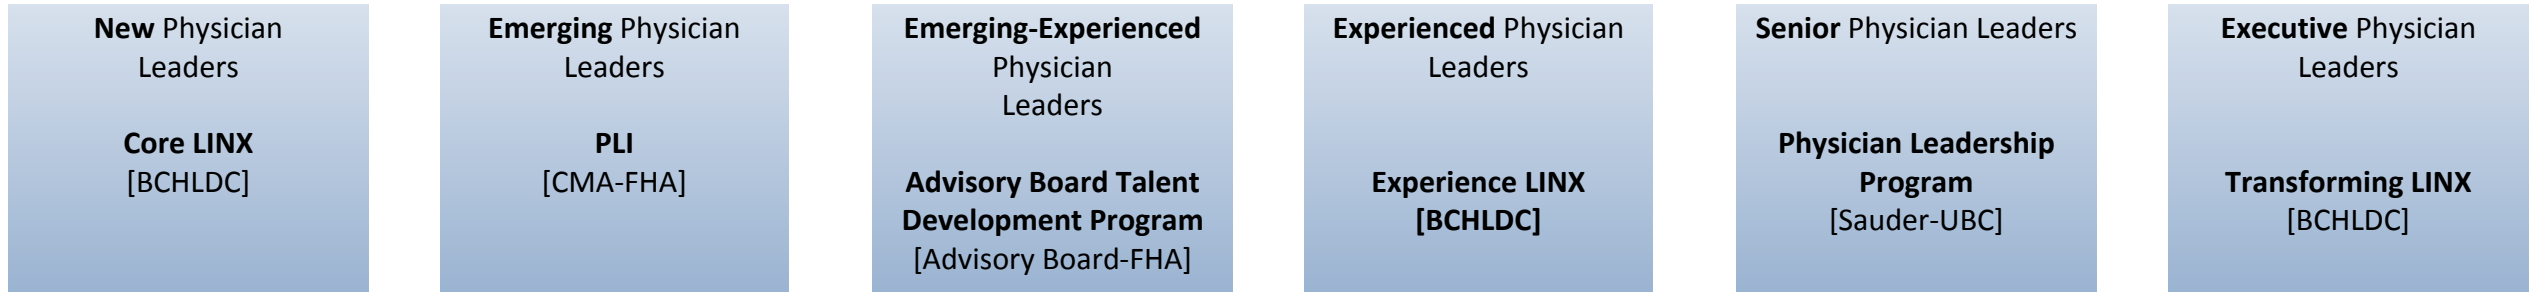 New Physician
Leaders
Core LINX
[BCHLDC]
Emerging Physician
Leaders
PLI
[CMA-FHA]
Emerging-Experienced
Physician
Leaders
Advisory Board Talent
Development Program
[Advisory Board-FHA]
Experienced Physician
Leaders
Experience LINX
[BCHLDC]
Senior Physician Leaders
Physician Leadership
Program
[Sauder-UBC]
Executive Physician
Leaders
Transforming LINX
[BCHLDC]